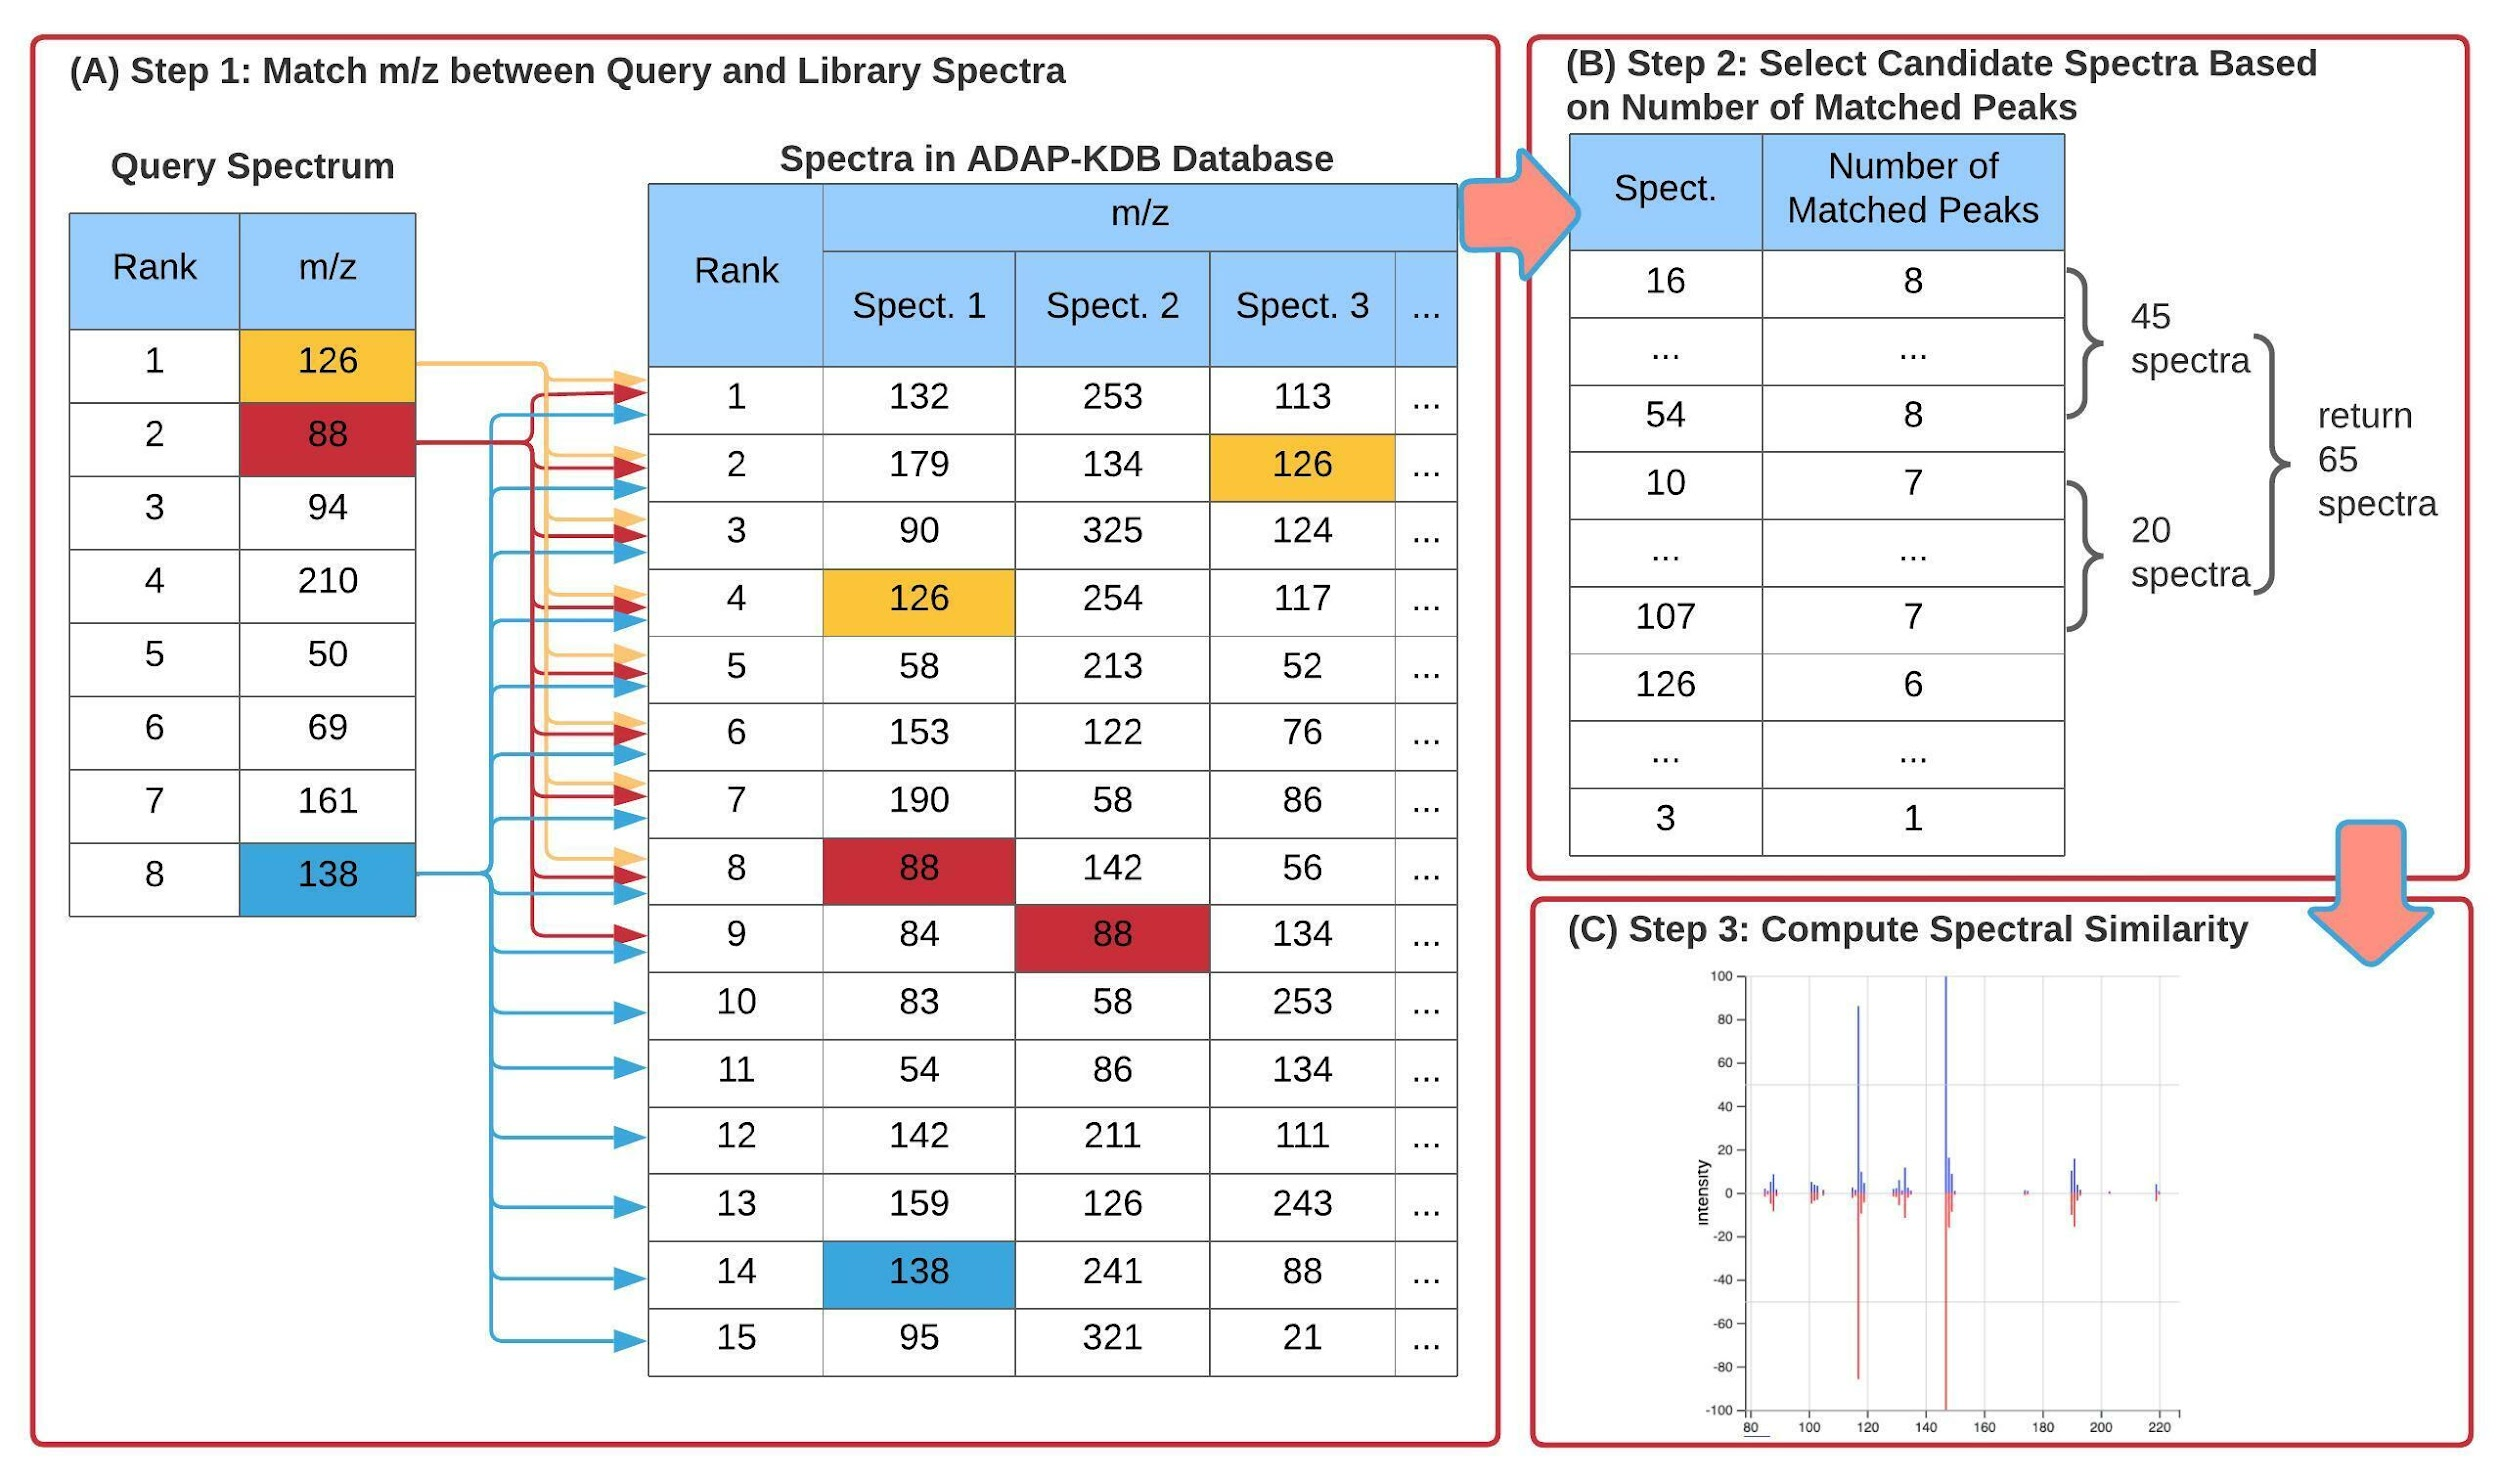 (A) Step 1: Match m/z between Query and Library Spectra
Query Spectrum
Rank m/z
1 126
2 88
3 94
4 210
5 50
6 69
7 161
8 138
Spectra in ADAP-KDB Database
Rank m/z
Spect. 1 Spect. 2 Spect. 3 ...
1 132 253 113 ...
2 179 134 126 ...
3 90 325 124 ...
4 126 254 117 ...
5 58 213 52 ...
6 153 122 76 ...
7 190 58 86 ...
8 88 142 56 ...
9 84 88 134 ...
10 83 58 253 ...
11 54 86 134 ...
12 142 211 111 ...
13 159 126 243 ...
14 138 241 88 ...
15 95 321 21 ...
(B) Step 2: Select Candidate Spectra Based
on Number of Matched Peaks
Spect. Number of
Matched Peaks
16 8
... ...
54 8
10 7
... ...
107 7
126 6
... ...
3 1
45
spectra
20
spectra
return
65
spectra
(C) Step 3: Compute Spectral Similarity
Intensity
100
80
60
40
20
0
-20
-40
-60
-80
-100
80 100 120 140 160 180 200 220